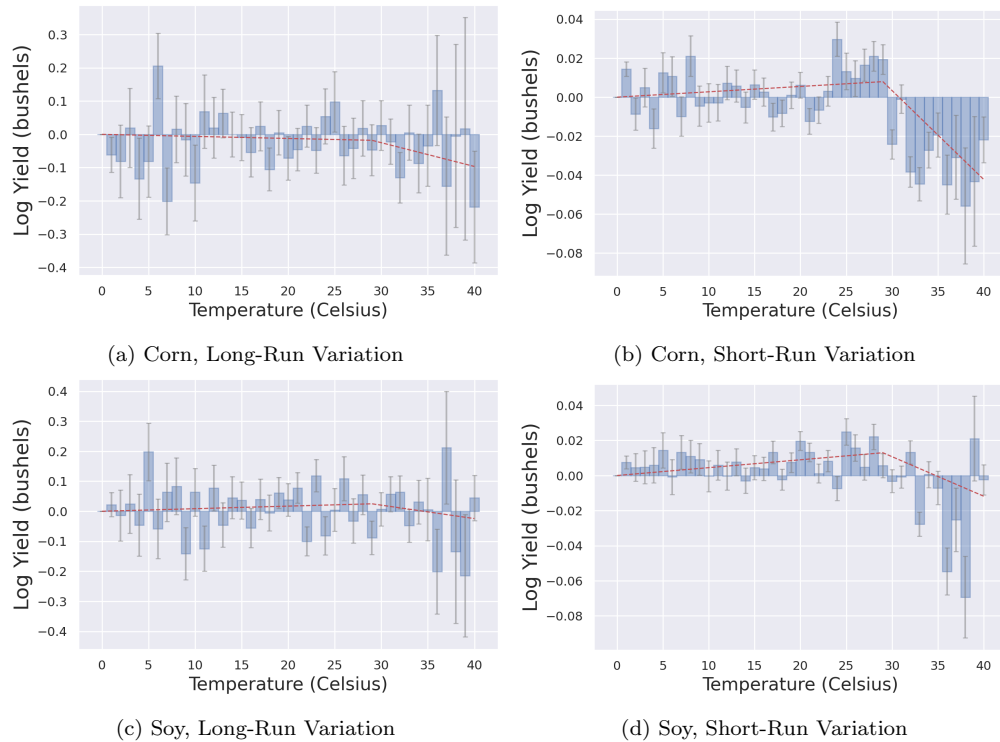 0.3
0.2
0.1
0.0
−0.1
−0.2
−0.3
−0.4
Log Yield (bushels)
0 5 10 15 20 25 30 35 40
Temperature (Celsius)
(a) Corn, Long-Run Variation
0.04
0.02
0.00
−0.02
−0.04
−0.06
−0.08
Log Yield (bushels)
0 5 10 15 20 25 30 35 40
Temperature (Celsius)
(b) Corn, Short-Run Variation
0.4
0.3
0.2
0.1
0.0
−0.1
−0.2
−0.3
−0.4
Log Yield (bushels)
0 5 10 15 20 25 30 35 40
Temperature (Celsius)
(c) Soy, Long-Run Variation
0.04
0.02
0.00
−0.02
−0.04
−0.06
−0.08
Log Yield (bushels)
0 5 10 15 20 25 30 35 40
Temperature (Celsius)
(d) Soy, Short-Run Variation